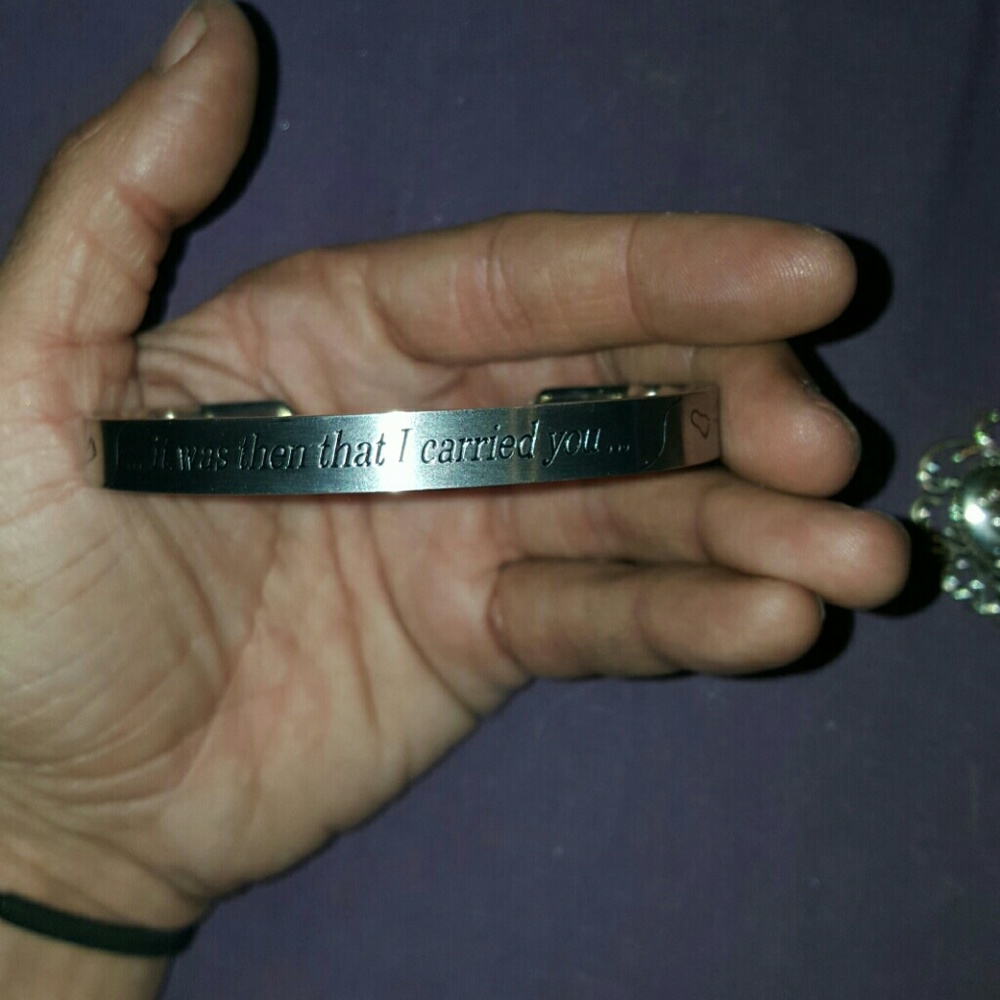 ... it was then that I carried you ...